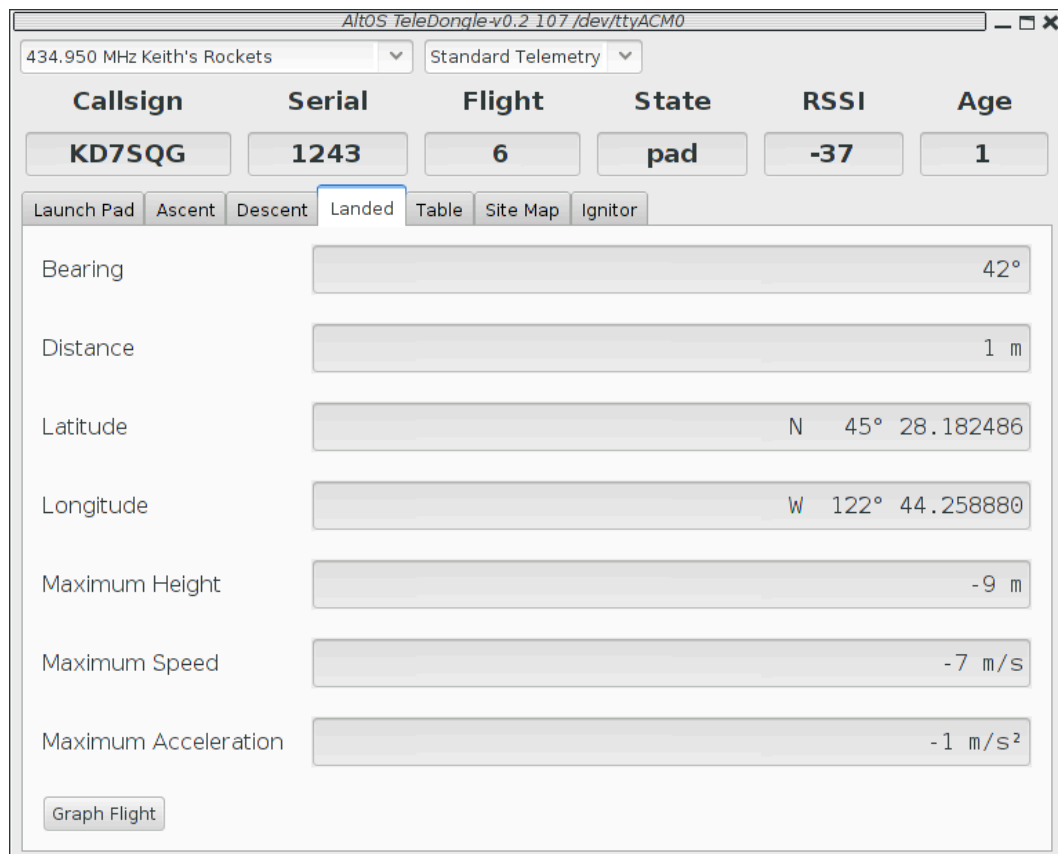 AltOS TeleDongle-v0.2 107 /dev/ttyACM0
434.950 MHz Keith's Rockets Standard Telemetry
Callsign Serial Flight State RSSI Age
KD7SQG 1243 6 pad -37 1
Launch Pad Ascent Descent Landed Table Site Map Ignitor
Bearing 42°
Distance 1 m
Latitude N 45° 28.182486
Longitude W 122° 44.258880
Maximum Height -9 m
Maximum Speed -7 m/s
Maximum Acceleration -1 m/s²
Graph Flight